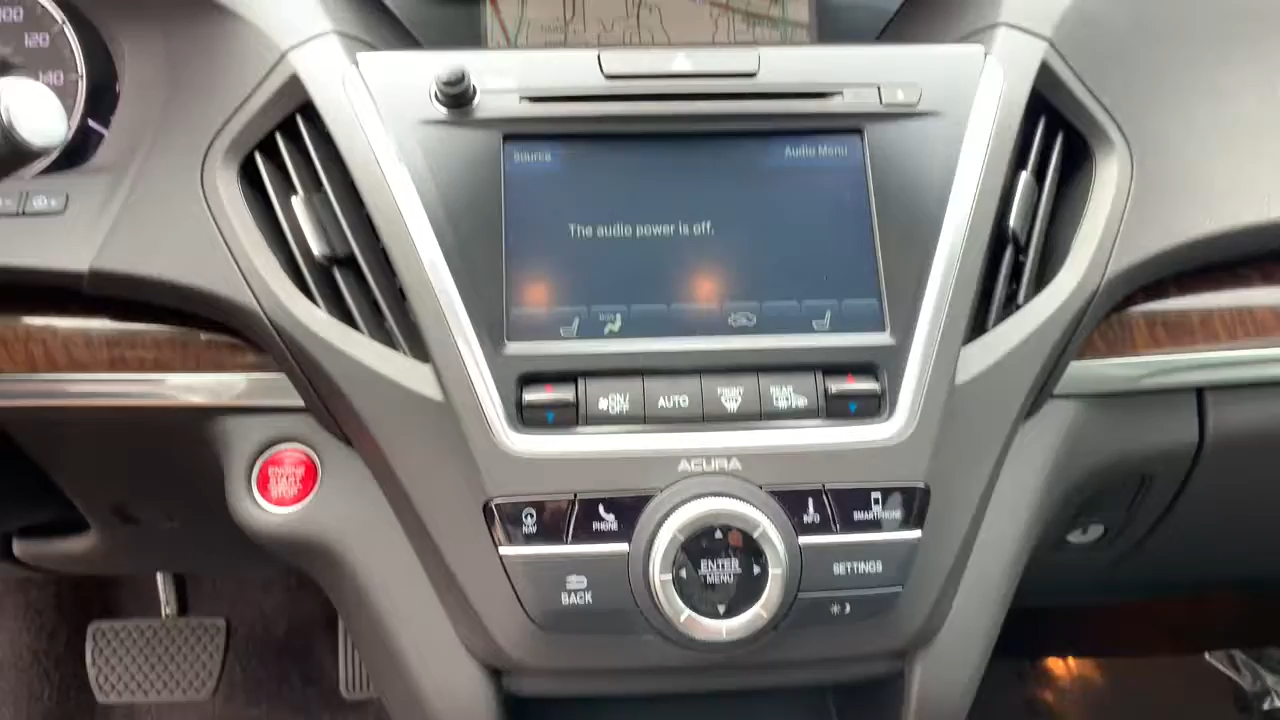 100
120
140
Source
Audio Menu
The audio power is off.
ON/
OFF
AUTO
FRONT
REAR
ACURA
ENGINE
START
STOP
NAV
PHONE
INFO
SMARTPHONE
ENTER
MENU
BACK
SETTINGS